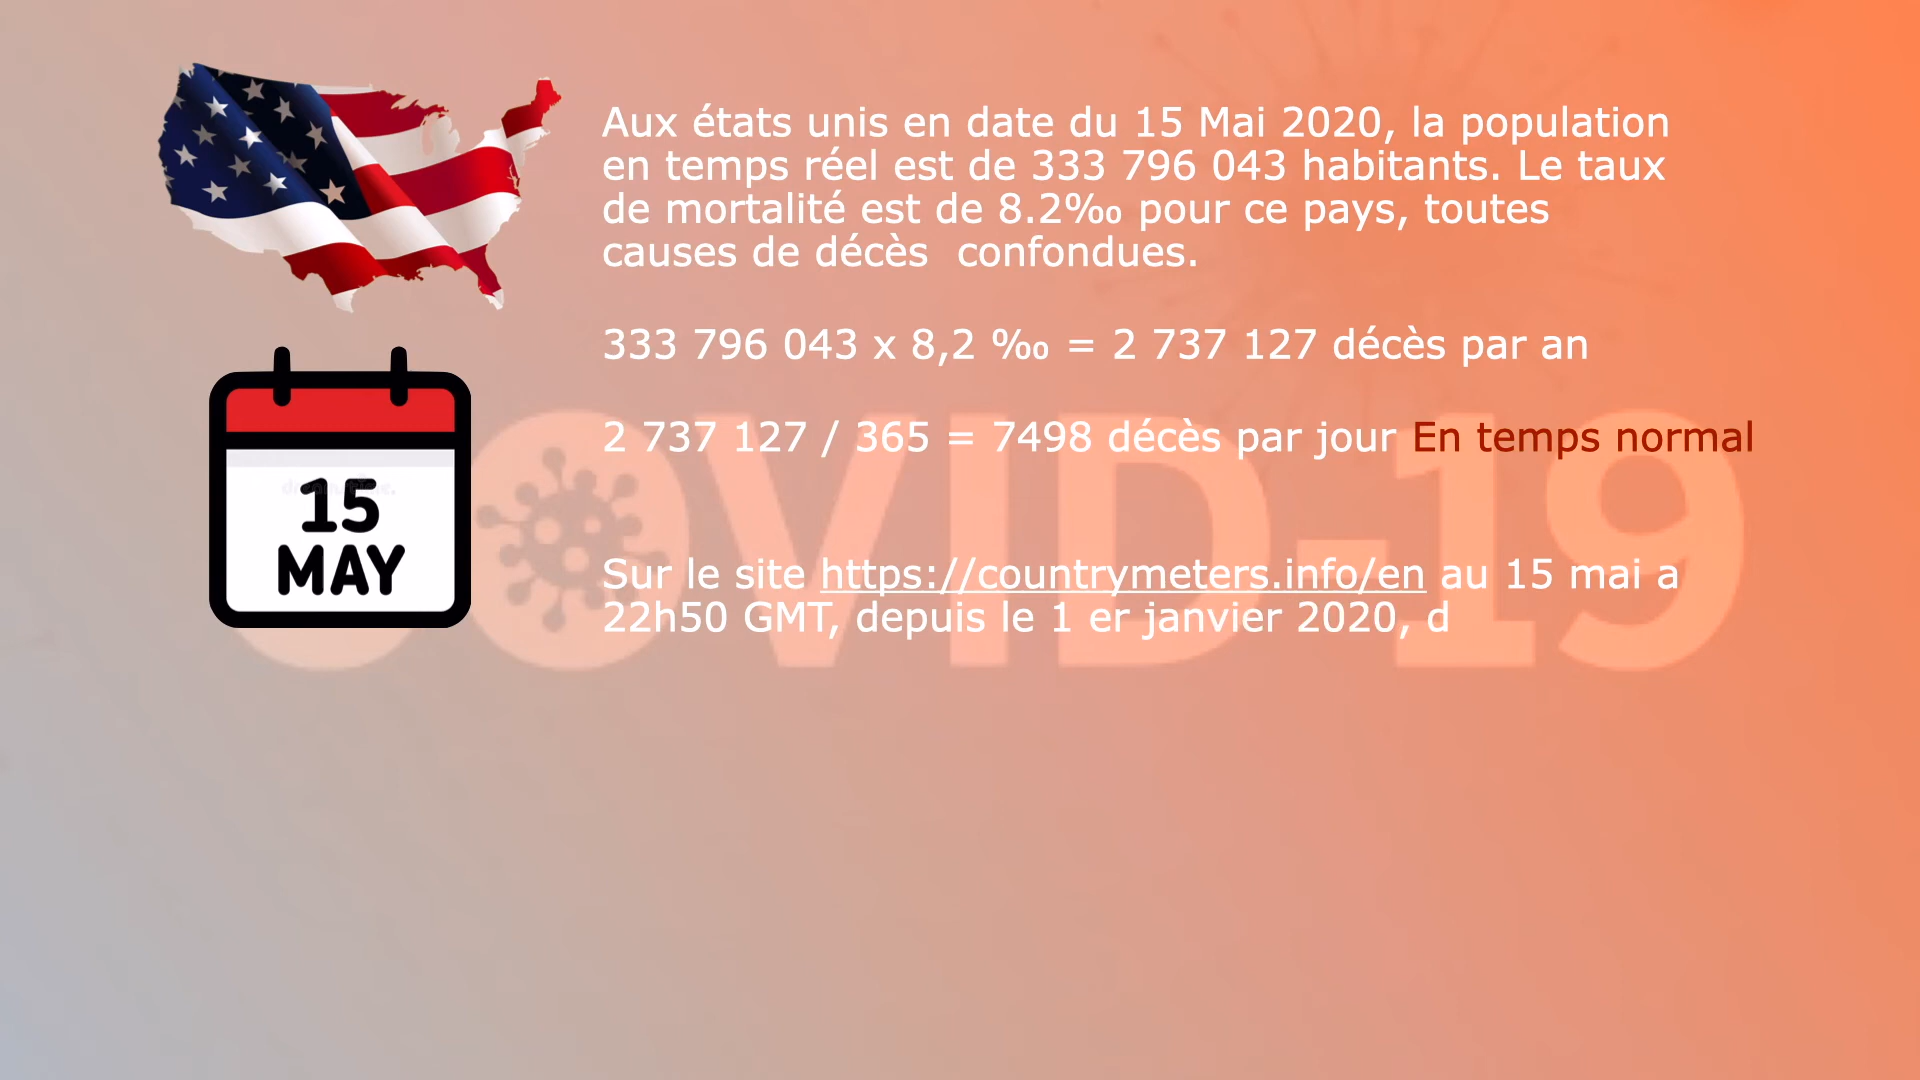 Aux états unis en date du 15 Mai 2020, la population
en temps réel est de 333 796 043 habitants. Le taux
de mortalité est de 8.2‰ pour ce pays, toutes
causes de décès  confondues.
333 796 043 x 8,2 ‰ = 2 737 127 décès par an
2 737 127 / 365 = 7498 décès par jour En temps normal
15
MAY
COVID-19
Sur le site https://countrymeters.info/en au 15 mai a
22h50 GMT, depuis le 1 er janvier 2020, d